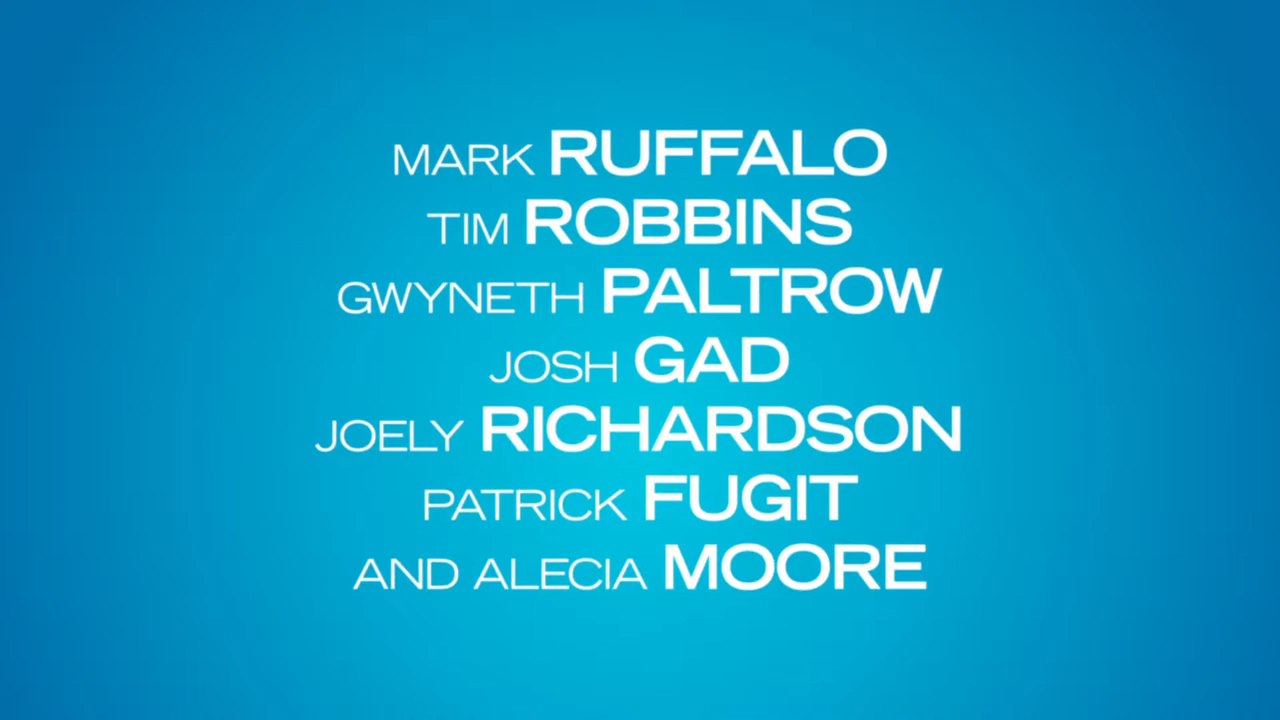 MARK RUFFALO
TIM ROBBINS
GWYNETH PALTROW
JOSH GAD
JOELY RICHARDSON
PATRICK FUGIT
AND ALECIA MOORE